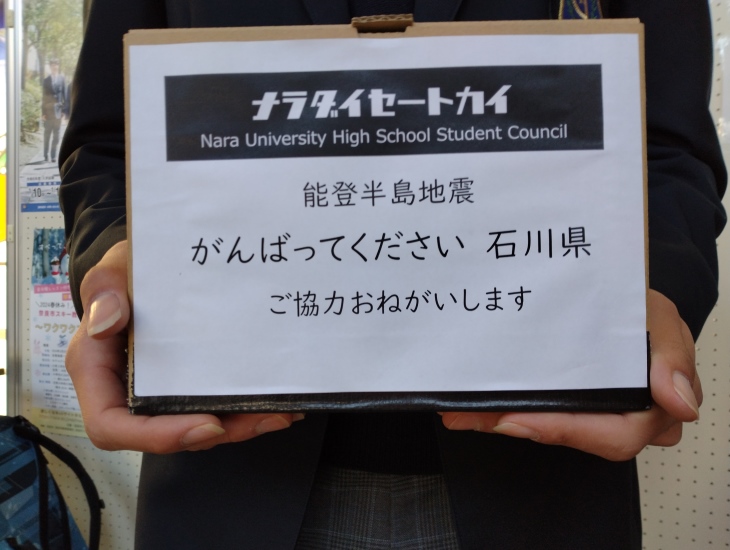 ナラダイセートカイ
Nara University High School Student Council
能登半島地震
がんばってください 石川県
ご協力おねがいします